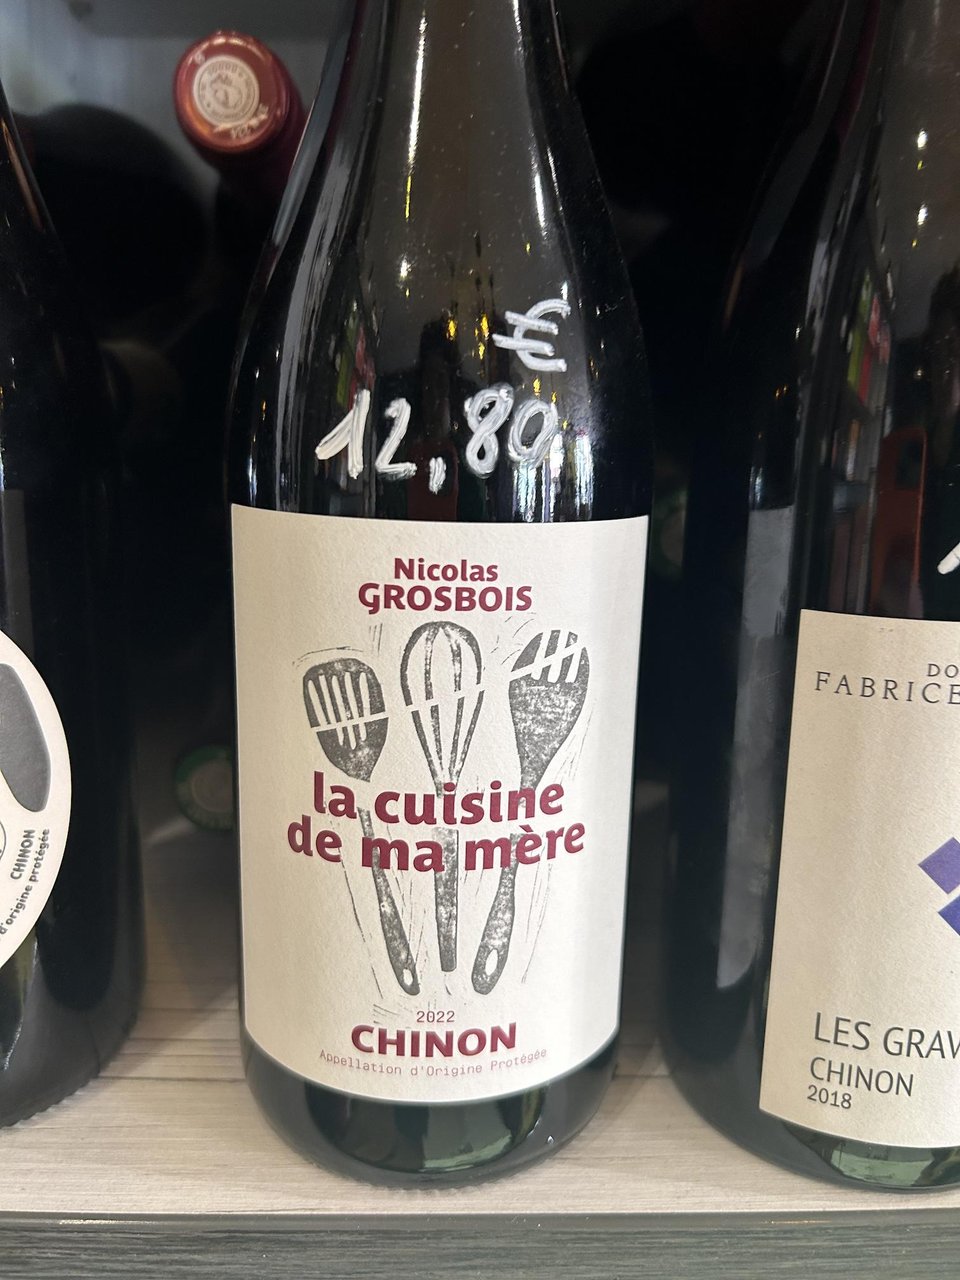 €
12,80
Nicolas
GROSBOIS
la cuisine
de ma mère
2022
CHINON
Appellation d'Origine Protégée
CHINON
d'origine protégée
FABRICE
LES GRAV
CHINON
2018